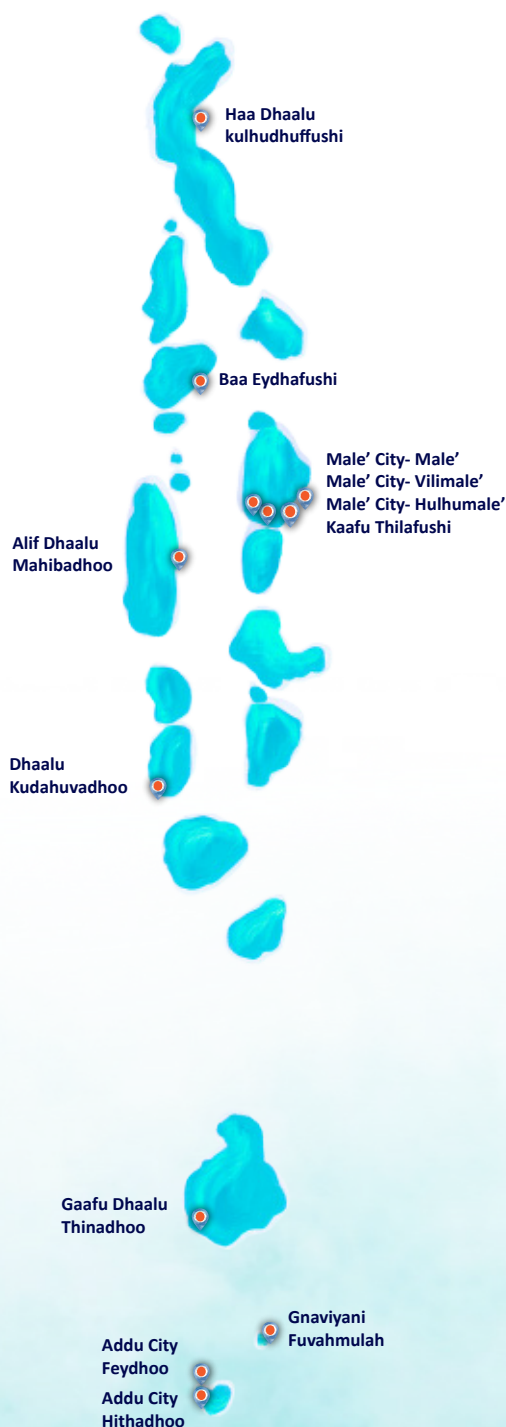 Haa Dhaalu
kulhudhuffushi
Baa Eydhafushi
Male’ City- Male’
Male’ City- Vilimale’
Male’ City- Hulhumale’
Kaafu Thilafushi
Alif Dhaalu
Mahibadhoo
Dhaalu
Kudahuvadhoo
Gaafu Dhaalu
Thinadhoo
Gnaviyani
Fuvahmulah
Addu City
Feydhoo
Addu City
Hithadhoo